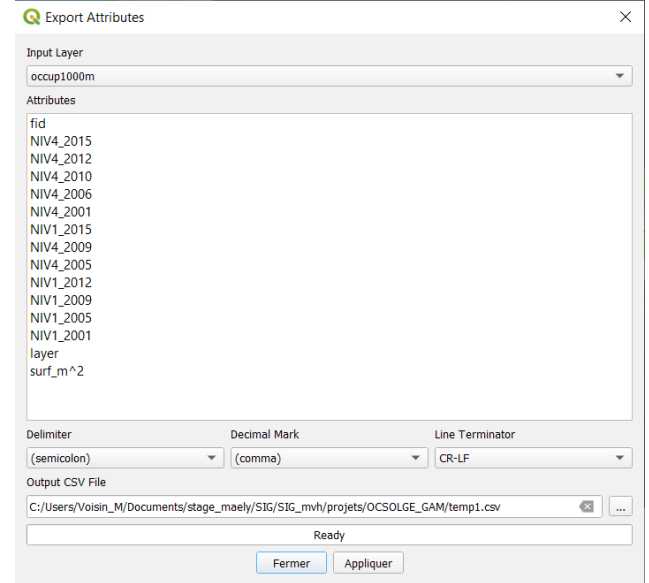 Export Attributes
Input Layer
occup1000m
Attributes
fid
NIV4_2015
NIV4_2012
NIV4_2010
NIV4_2006
NIV4_2001
NIV1_2015
NIV4_2009
NIV4_2005
NIV1_2012
NIV1_2009
NIV1_2005
NIV1_2001
layer
surf_m^2
Delimiter Decimal Mark Line Terminator
(semicolon) (comma) CR-LF
Output CSV File
C:/Users/Voisin_M/Documents/stage_maely/SIG/SIG_mvh/projets/OCSOLGE_GAM/temp1.csv ...
Ready
Fermer Appliquer